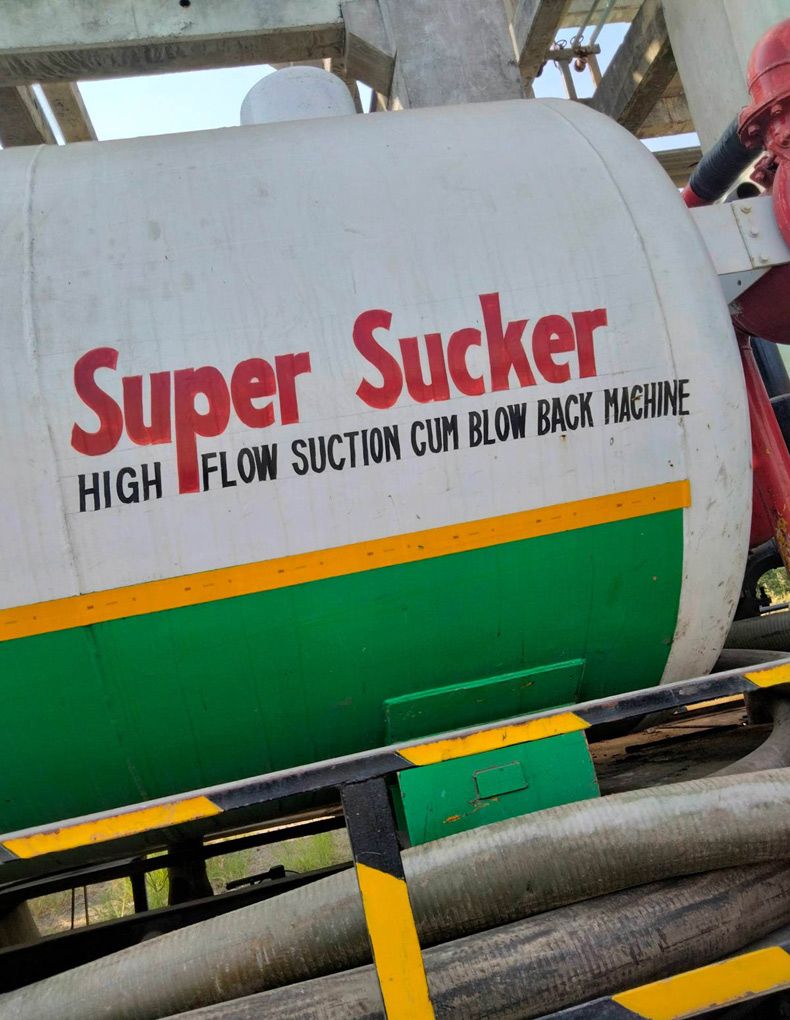 Super Sucker
HIGH FLOW SUCTION CUM BLOW BACK MACHINE